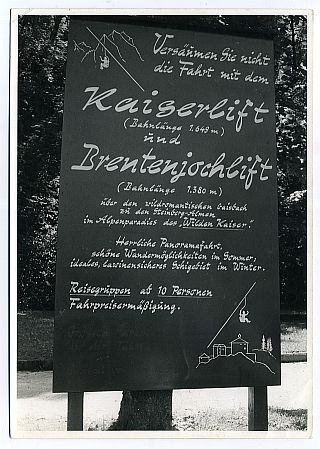 Versäumen Sie nicht
die Fahrt mit dem
Kaiserlift
(Bahnlänge 1.649 m)
und
Brentenjochlift
(Bahnlänge 1.380 m)
über den wildromantischen Gaisbach
zu den Steinberg-Almen
im Alpenparadies des „Wilden Kaiser".
Herrliche Panoramafahrt,
schöne Wandermöglichkeiten im Sommer,
ideales, lawinensicheres Schigebiet im Winter.
Reisegruppen ab 10 Personen
Fahrpreisermäßigung.